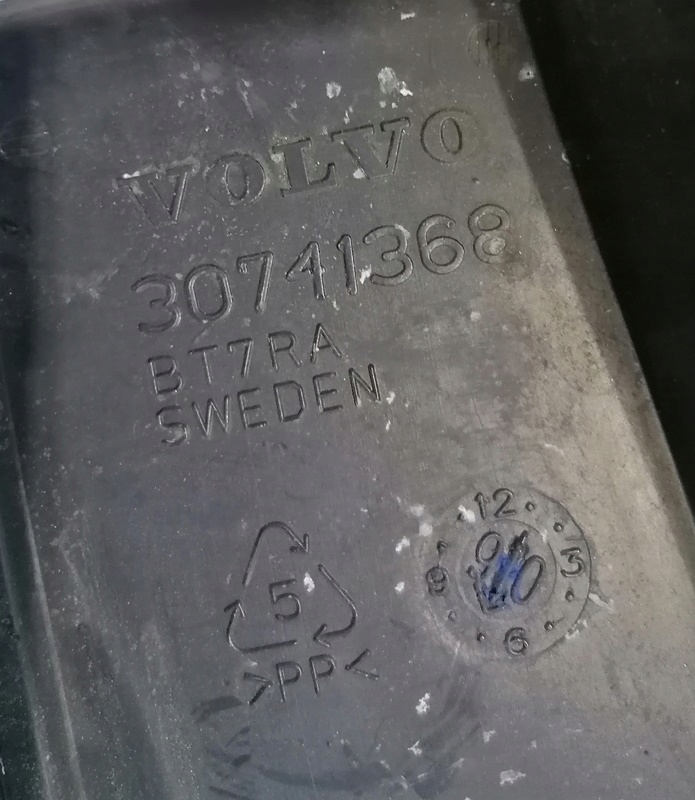 VOLVO
30741368
BT7RA
SWEDEN
5
>PP<
12
3
6
9